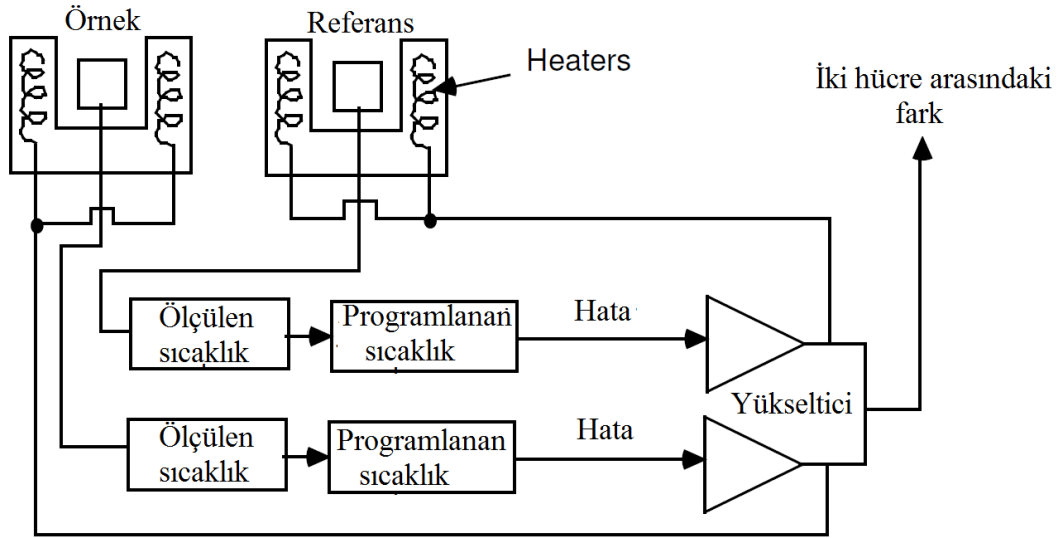 Örnek
Referans
Heaters
İki hücre arasındaki
fark
Ölçülen
sıcaklık
Programlanan
sıcaklık
Hata
Yükseltici
Ölçülen
sıcaklık
Programlanan
sıcaklık
Hata